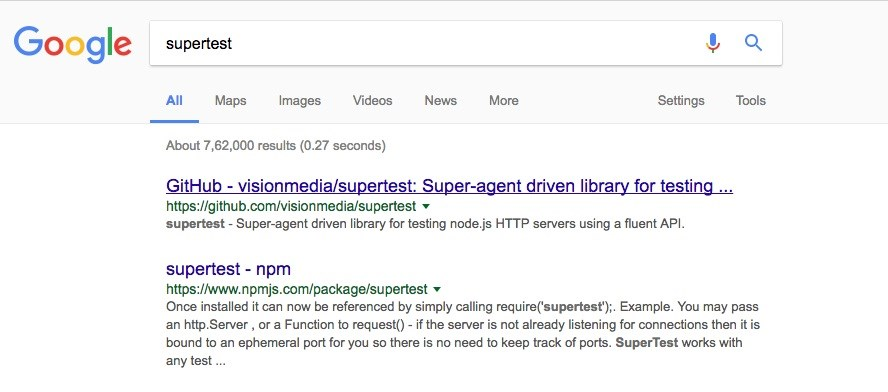 Google
supertest
All Maps Images Videos News More Settings Tools
About 7,62,000 results (0.27 seconds)
GitHub - visionmedia/supertest: Super-agent driven library for testing ...
https://github.com/visionmedia/supertest
supertest - Super-agent driven library for testing node.js HTTP servers using a fluent API.
supertest - npm
https://www.npmjs.com/package/supertest
Once installed it can now be referenced by simply calling require('supertest');. Example. You may pass
an http.Server , or a Function to request() - if the server is not already listening for connections then it is
bound to an ephemeral port for you so there is no need to keep track of ports. SuperTest works with
any test ...